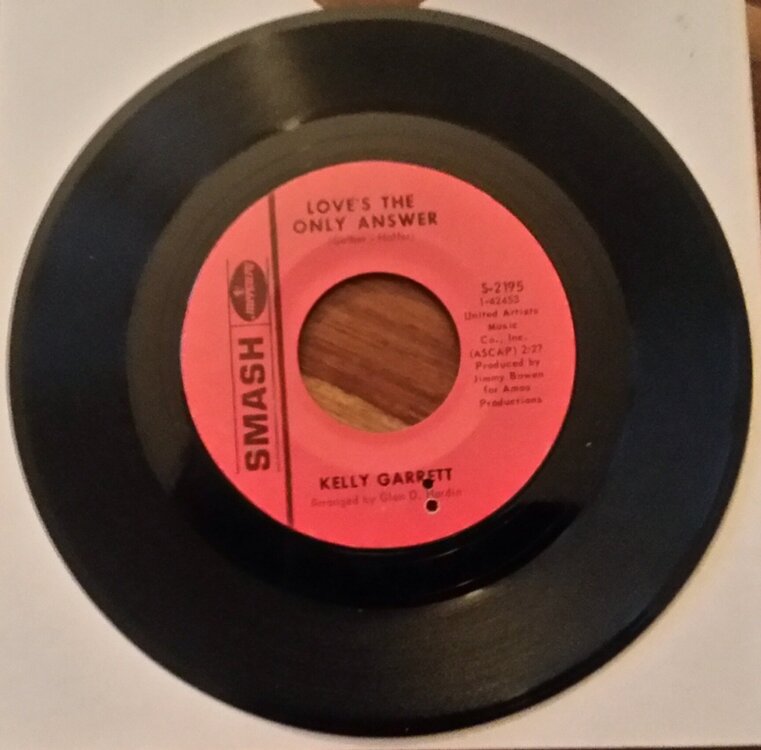 LOVE'S THE
ONLY ANSWER
S-2195
1-42453
United Artists
Music
Co., Inc.
(ASCAP) 2:27
Produced by
Jimmy Bowen
for Amos
Productions
SMASH
KELLY GARRETT
Arranged by Glen D. Hardin